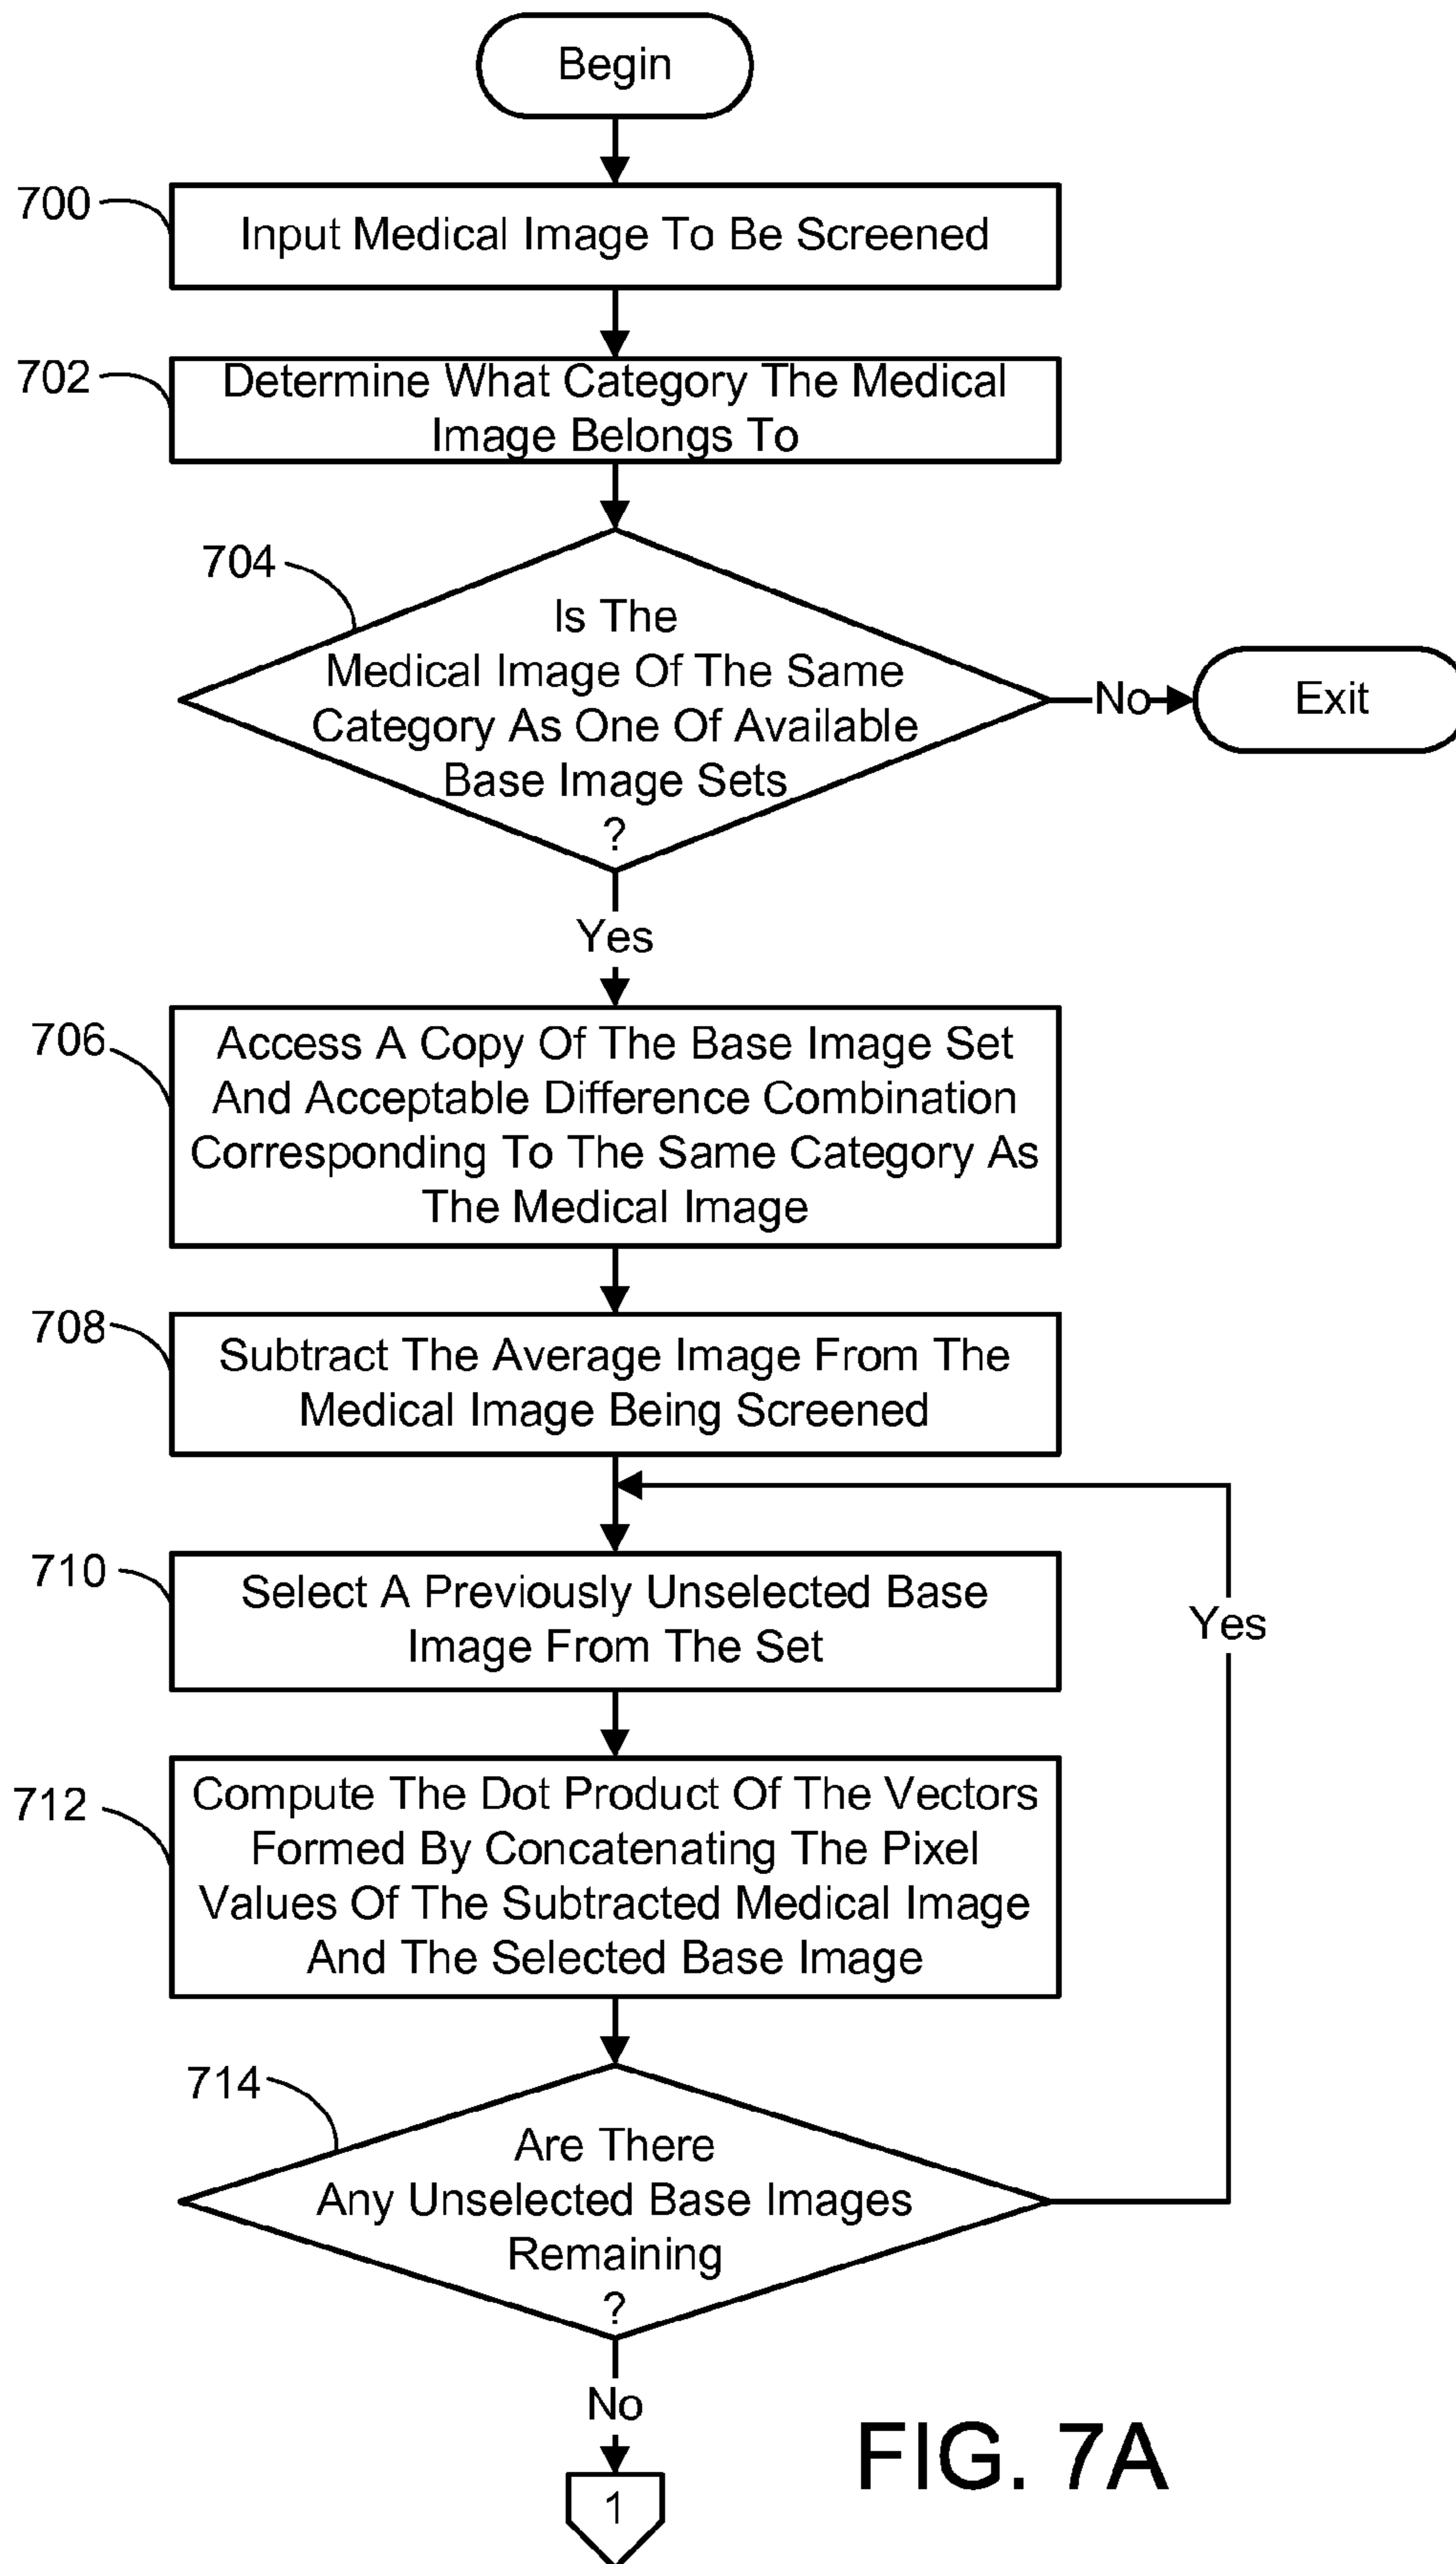 Begin
700
Input Medical Image To Be Screened
702
Determine What Category The Medical
Image Belongs To
704
Is The
Medical Image Of The Same
Category As One Of Available
Base Image Sets
?
No
Exit
Yes
706
Access A Copy Of The Base Image Set
And Acceptable Difference Combination
Corresponding To The Same Category As
The Medical Image
708
Subtract The Average Image From The
Medical Image Being Screened
710
Select A Previously Unselected Base
Image From The Set
Yes
712
Compute The Dot Product Of The Vectors
Formed By Concatenating The Pixel
Values Of The Subtracted Medical Image
And The Selected Base Image
714
Are There
Any Unselected Base Images
Remaining
?
No
1
FIG. 7A